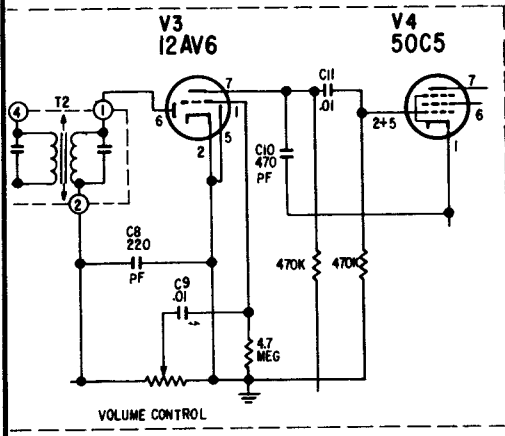 V3
12AV6
V4
50C5
T2
4
1
6
7
1
5
2
C11
.01
7
6
2+5
1
C10
470
PF
2
C8
220
PF
C9
.01
470K
470K
4.7
MEG
VOLUME CONTROL